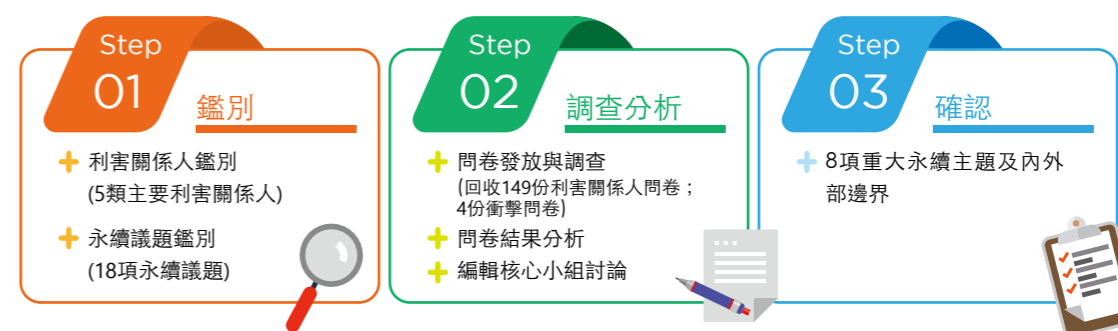 Step
01
鑑別
利害關係人鑑別
(5類主要利害關係人)
永續議題鑑別
(18項永續議題)
Step
02
調查分析
問卷發放與調查
(回收149份利害關係人問卷；
4份衝擊問卷)
問卷結果分析
編輯核心小組討論
Step
03
確認
8項重大永續主題及內外
部邊界